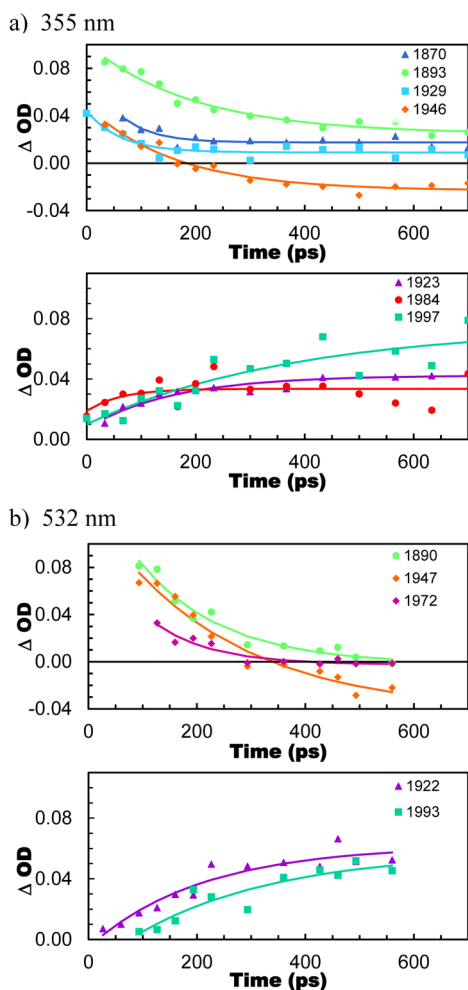 a) 355 nm
1870
1893
1929
1946
0.08
0.04
0.00
-0.04
Δ OD
0 200 400 600
Time (ps)
1923
1984
1997
0.08
0.04
0.00
Δ OD
0 200 400 600
Time (ps)
b) 532 nm
1890
1947
1972
0.08
0.04
0.00
-0.04
Δ OD
0 200 400 600
Time (ps)
1922
1993
0.08
0.04
0.00
Δ OD
0 200 400 600
Time (ps)